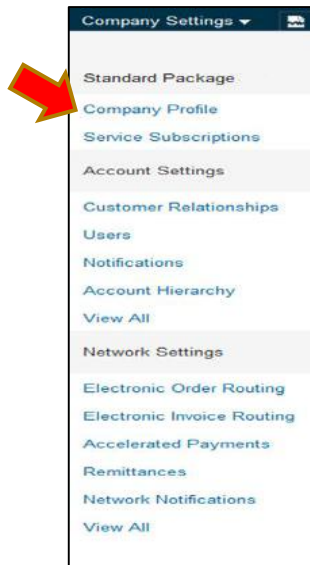 Company Settings ▾
Standard Package
Company Profile
Service Subscriptions
Account Settings
Customer Relationships
Users
Notifications
Account Hierarchy
View All
Network Settings
Electronic Order Routing
Electronic Invoice Routing
Accelerated Payments
Remittances
Network Notifications
View All